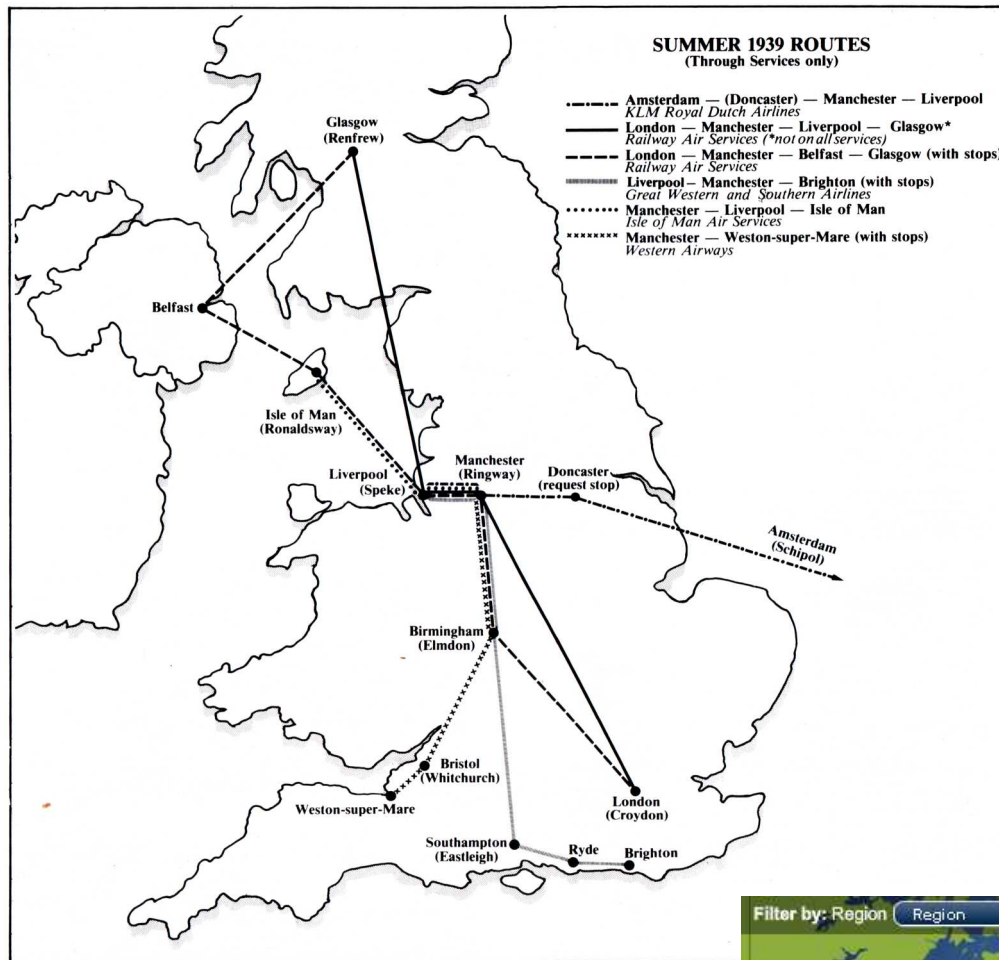 SUMMER 1939 ROUTES
(Through Services only)
Amsterdam — (Doncaster) — Manchester — Liverpool
KLM Royal Dutch Airlines
London — Manchester — Liverpool — Glasgow*
Railway Air Services (*not on all services)
London — Manchester — Belfast — Glasgow (with stops)
Railway Air Services
Liverpool — Manchester — Brighton (with stops)
Great Western and Southern Airlines
Manchester — Liverpool — Isle of Man
Isle of Man Air Services
Manchester — Weston-super-Mare (with stops)
Western Airways
Glasgow
(Renfrew)
Belfast
Isle of Man
(Ronaldsway)
Liverpool
(Speke)
Manchester
(Ringway)
Doncaster
(request stop)
Amsterdam
(Schipol)
Birmingham
(Elmdon)
Bristol
(Whitchurch)
Weston-super-Mare
London
(Croydon)
Southampton
(Eastleigh)
Ryde
Brighton
Filter by: Region Region